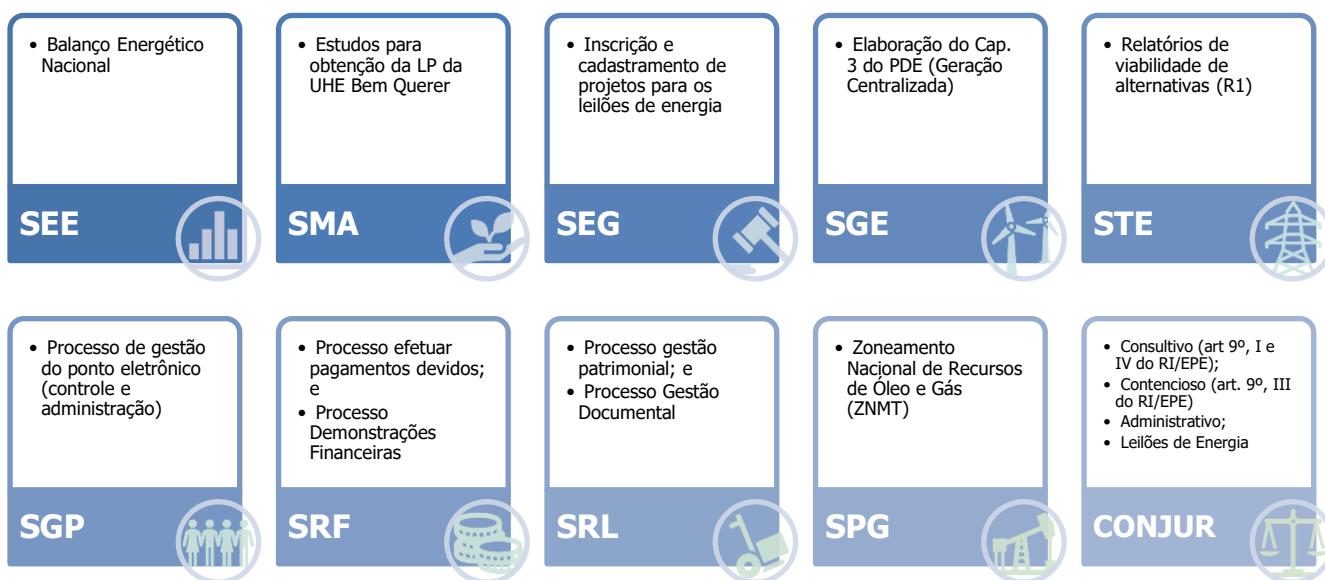 • Balanço Energético
Nacional
SEE
• Estudos para
obtenção da LP da
UHE Bem Querer
SMA
• Inscrição e
cadastramento de
projetos para os
leilões de energia
SEG
• Elaboração do Cap.
3 do PDE (Geração
Centralizada)
SGE
• Relatórios de
viabilidade de
alternativas (R1)
STE
• Processo de gestão
do ponto eletrônico
(controle e
administração)
SGP
• Processo efetuar
pagamentos devidos;
e
• Processo
Demonstrações
Financeiras
SRF
• Processo gestão
patrimonial; e
• Processo Gestão
Documental
SRL
• Zoneamento
Nacional de Recursos
de Óleo e Gás
(ZNMT)
SPG
• Consultivo (art 9º, I e
IV do RI/EPE);
• Contencioso (art. 9º, III
do RI/EPE)
• Administrativo;
• Leilões de Energia
CONJUR